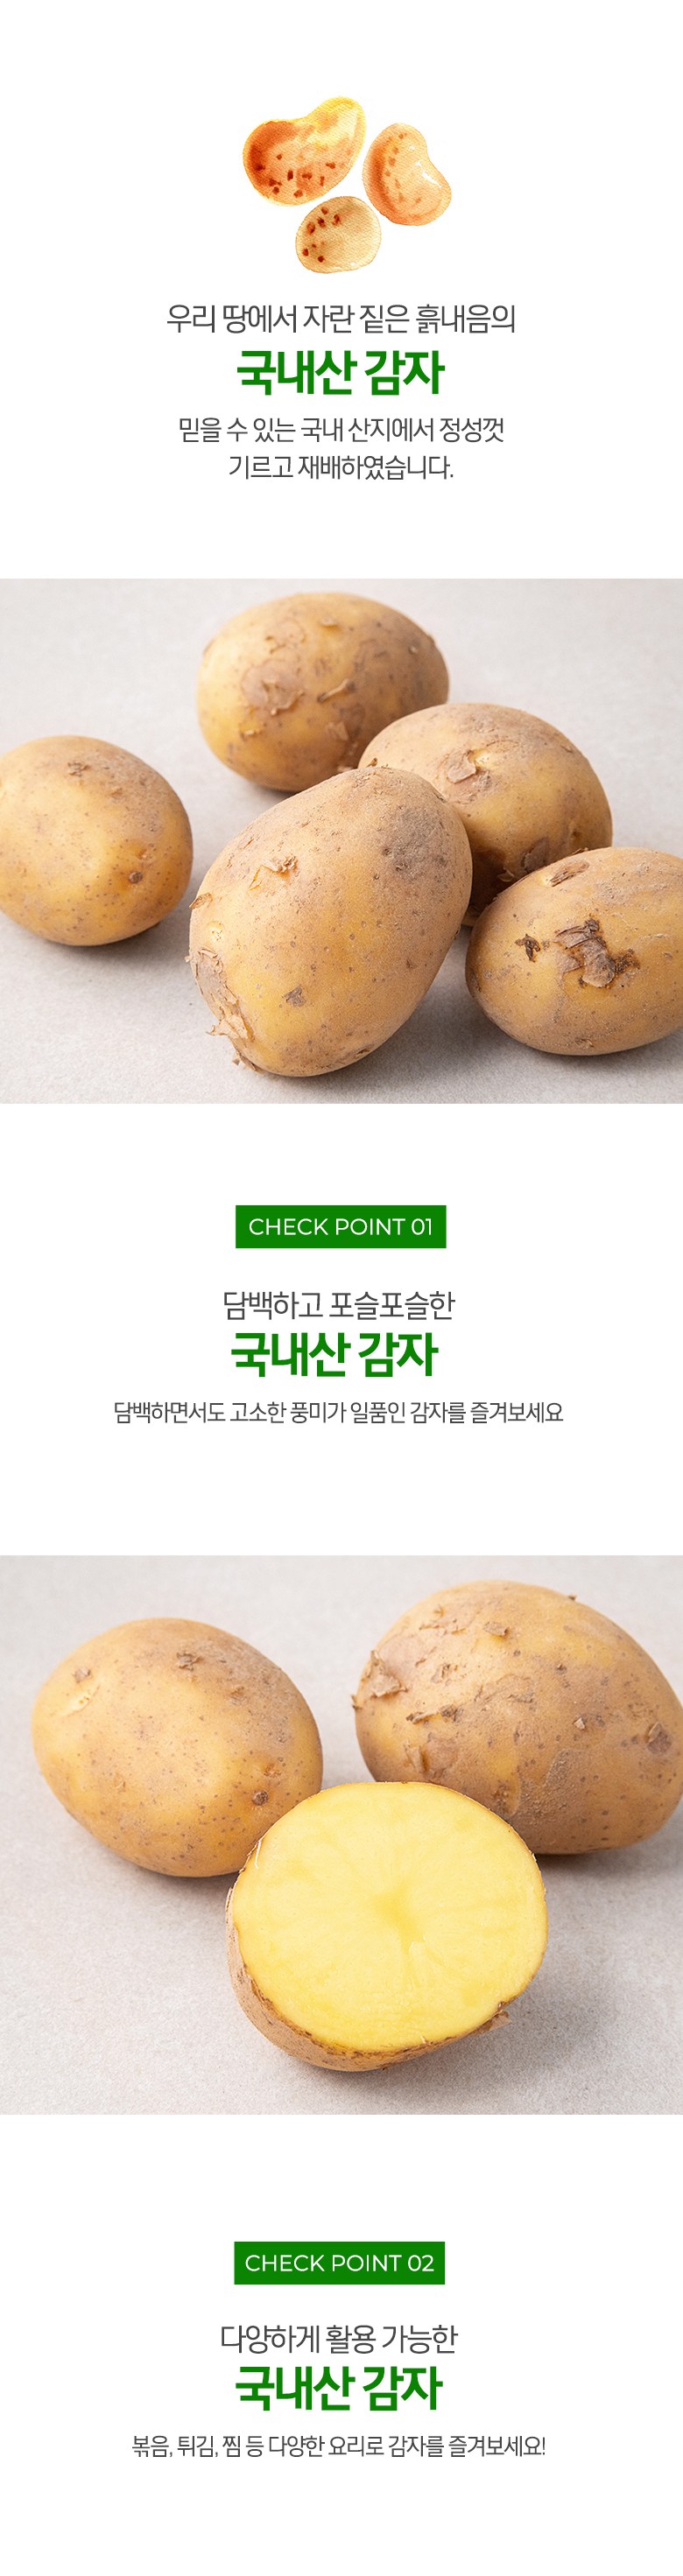 우리 땅에서 자란 짙은 흙내음의
국내산 감자
믿을 수 있는 국내 산지에서 정성껏
기르고 재배하였습니다.
CHECK POINT 01
담백하고 포슬포슬한
국내산 감자
담백하면서도 고소한 풍미가 일품인 감자를 즐겨보세요
CHECK POINT 02
다양하게 활용 가능한
국내산 감자
볶음, 튀김, 찜 등 다양한 요리로 감자를 즐겨보세요!